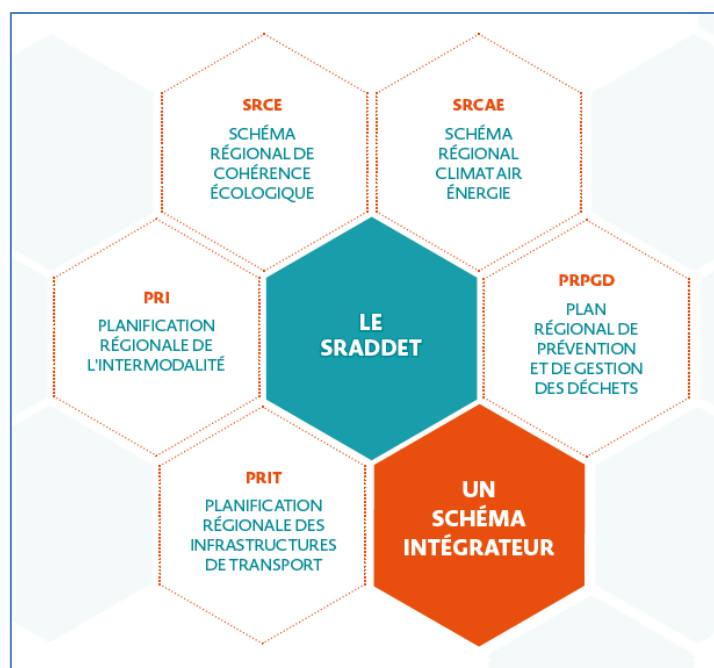 SRCE
SCHÉMA
RÉGIONAL DE
COHÉRENCE
ÉCOLOGIQUE
SRCAE
SCHÉMA
RÉGIONAL
CLIMAT AIR
ÉNERGIE
PRI
PLANIFICATION
RÉGIONALE DE
L'INTERMODALITÉ
LE
SRADDET
PRPGD
PLAN
RÉGIONAL DE
PRÉVENTION
ET DE GESTION
DES DÉCHETS
PRIT
PLANIFICATION
RÉGIONALE DES
INFRASTRUCTURES
DE TRANSPORT
UN
SCHÉMA
INTÉGRATEUR